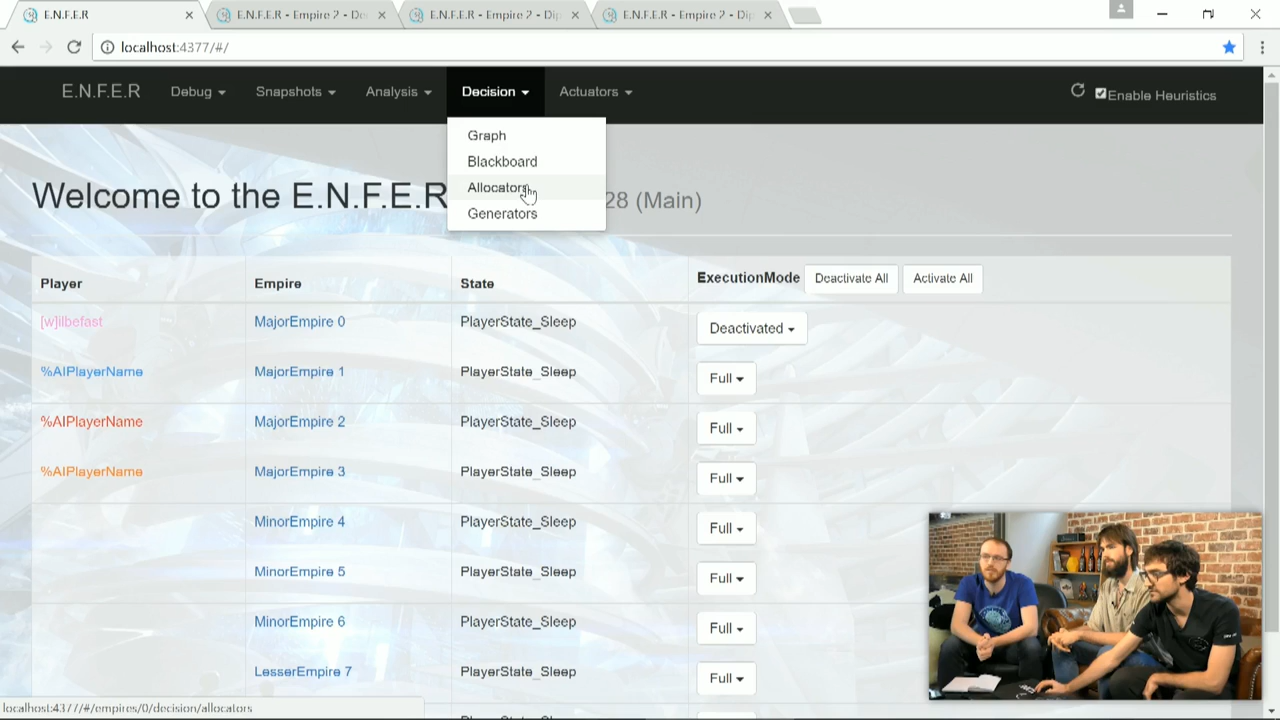 E.N.F.E.R
E.N.F.E.R - Empire 2 - De
E.N.F.E.R - Empire 2 - Dip
E.N.F.E.R - Empire 2 - Dip
localhost:4377/#/
E.N.F.E.R
Debug
Snapshots
Analysis
Decision
Actuators
Enable Heuristics
Graph
Blackboard
Allocators
Generators
Welcome to the E.N.F.E.R
28 (Main)
Player
Empire
State
ExecutionMode
Deactivate All
Activate All
[w]ilbefast
MajorEmpire 0
PlayerState_Sleep
Deactivated
%AIPlayerName
MajorEmpire 1
PlayerState_Sleep
Full
%AIPlayerName
MajorEmpire 2
PlayerState_Sleep
Full
%AIPlayerName
MajorEmpire 3
PlayerState_Sleep
Full
MinorEmpire 4
PlayerState_Sleep
Full
MinorEmpire 5
PlayerState_Sleep
Full
MinorEmpire 6
PlayerState_Sleep
Full
LesserEmpire 7
PlayerState_Sleep
Full
localhost:4377/#/empires/0/decision/allocators